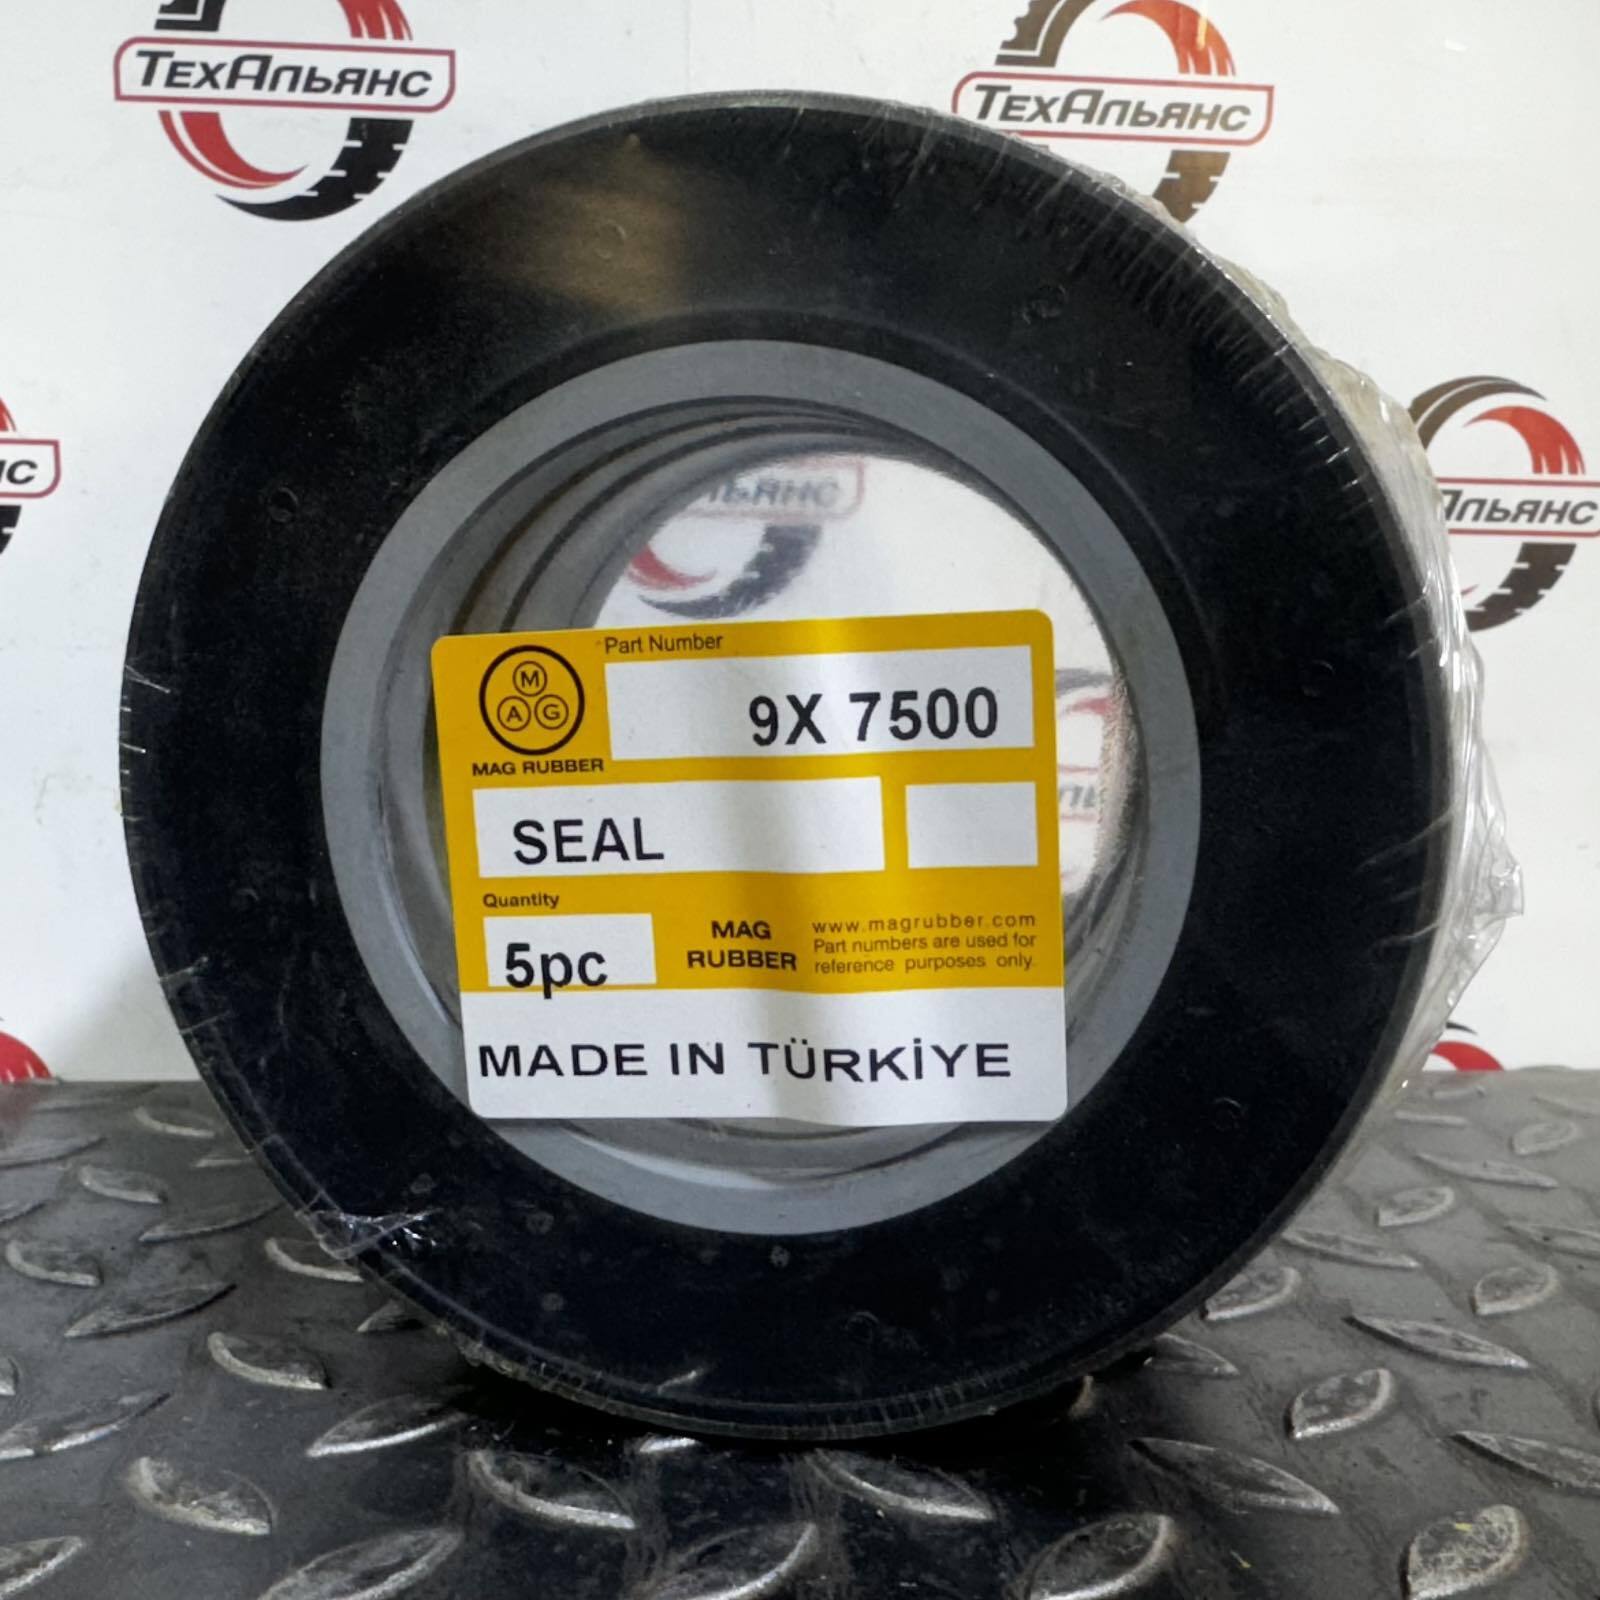 ТехАльянс
ТехАльянс
Part Number
9X 7500
M
A G
MAG RUBBER
SEAL
Quantity
5pc
MAG
RUBBER
www.magrubber.com
Part numbers are used for
reference purposes only.
MADE IN TÜRKİYE